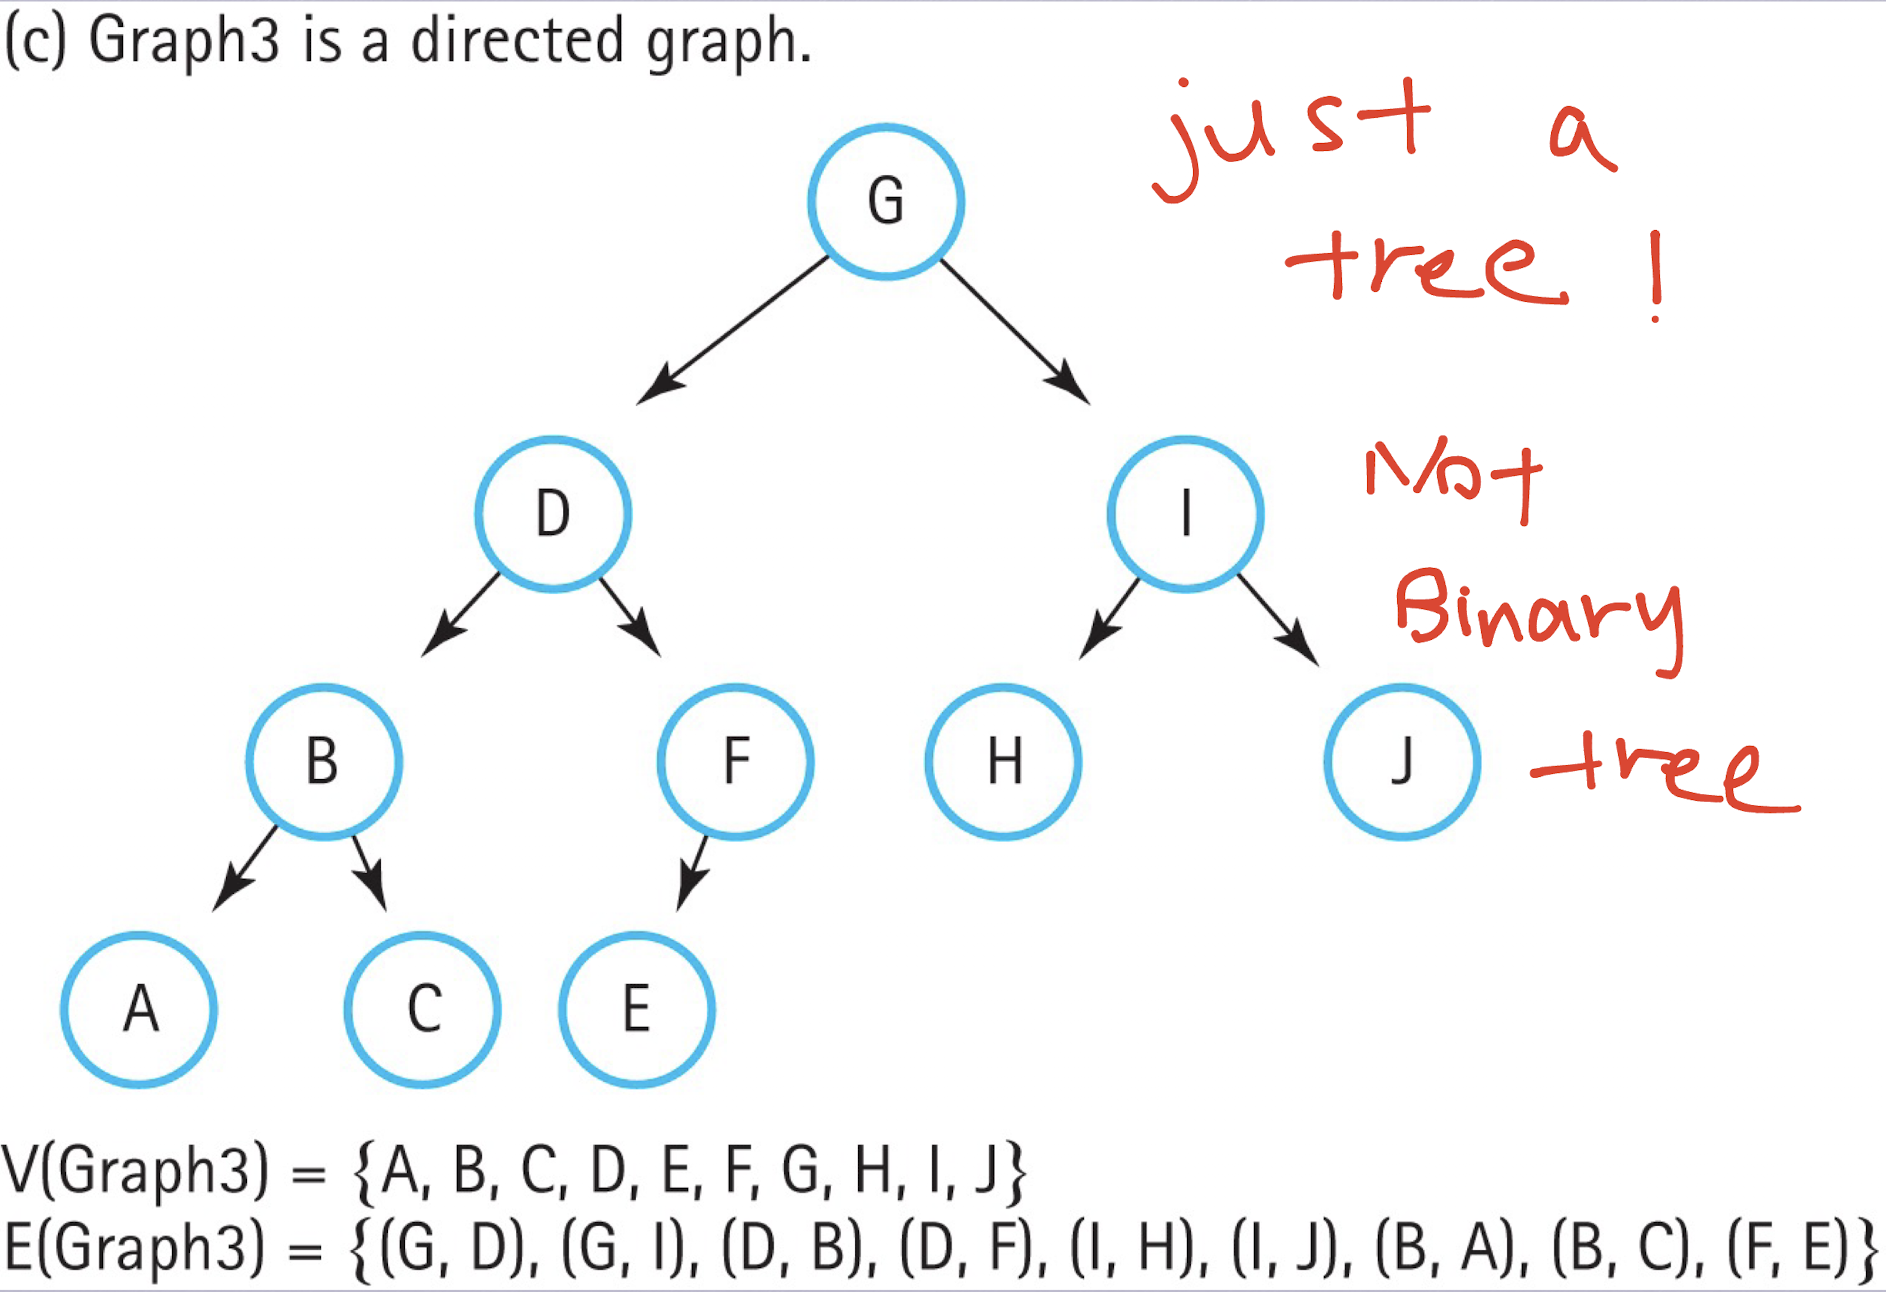 (c) Graph3 is a directed graph.
just a
tree !
G
D
I
Not
Binary
tree
B
F
H
J
A
C
E
V(Graph3) = {A, B, C, D, E, F, G, H, I, J}
E(Graph3) = {(G, D), (G, I), (D, B), (D, F), (I, H), (I, J), (B, A), (B, C), (F, E)}